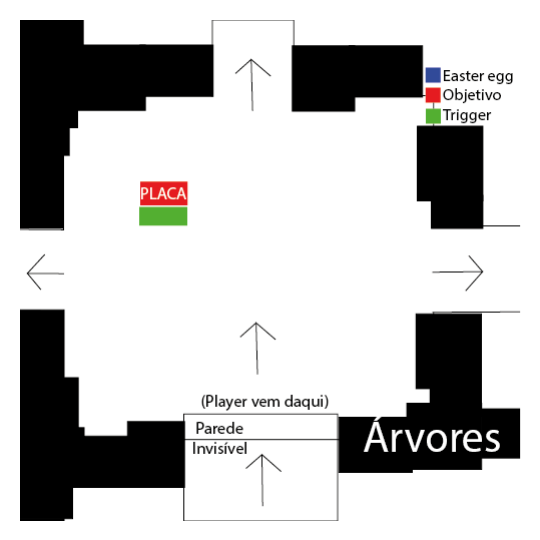 Easter egg
Objetivo
Trigger
PLACA
(Player vem daqui)
Parede
Invisível
Árvores